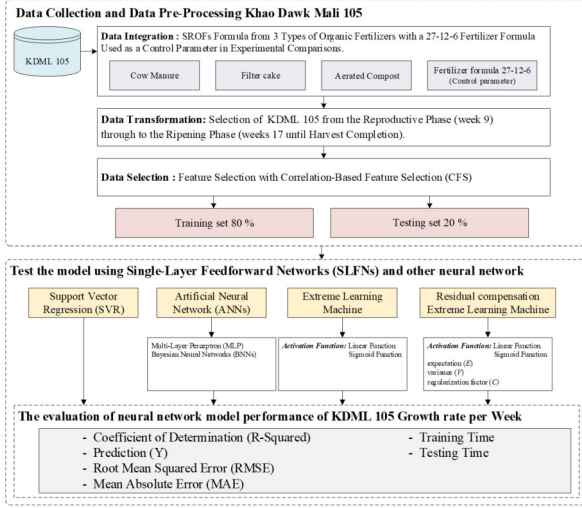 Data Collection and Data Pre-Processing Khao Dawk Mali 105
KDML 105
Data Integration : SROFs Formula from 3 Types of Organic Fertilizers with a 27-12-6 Fertilizer Formula
Used as a Control Parameter in Experimental Comparisons.
Cow Manure
Filter cake
Aerated Compost
Fertilizer formula 27-12-6
(Control parameter)
Data Transformation: Selection of KDML 105 from the Reproductive Phase (week 9)
through to the Ripening Phase (weeks 17 until Harvest Completion).
Data Selection : Feature Selection with Correlation-Based Feature Selection (CFS)
Training set 80 %
Testing set 20 %
Test the model using Single-Layer Feedforward Networks (SLFNs) and other neural network
Support Vector
Regression (SVR)
Artificial Neural
Network (ANNs)
Extreme Learning
Machine
Residual compensation
Extreme Learning Machine
Multi-Layer Perceptron (MLP)
Bayesian Neural Networks (BNNs)
Activation Function: Linear Function
Sigmoid Function
Activation Function: Linear Function
Sigmoid Function
expectation (E)
variance (V)
regularization factor (C)
The evaluation of neural network model performance of KDML 105 Growth rate per Week
- Coefficient of Determination (R-Squared)
- Prediction (Y)
- Root Mean Squared Error (RMSE)
- Mean Absolute Error (MAE)
- Training Time
- Testing Time